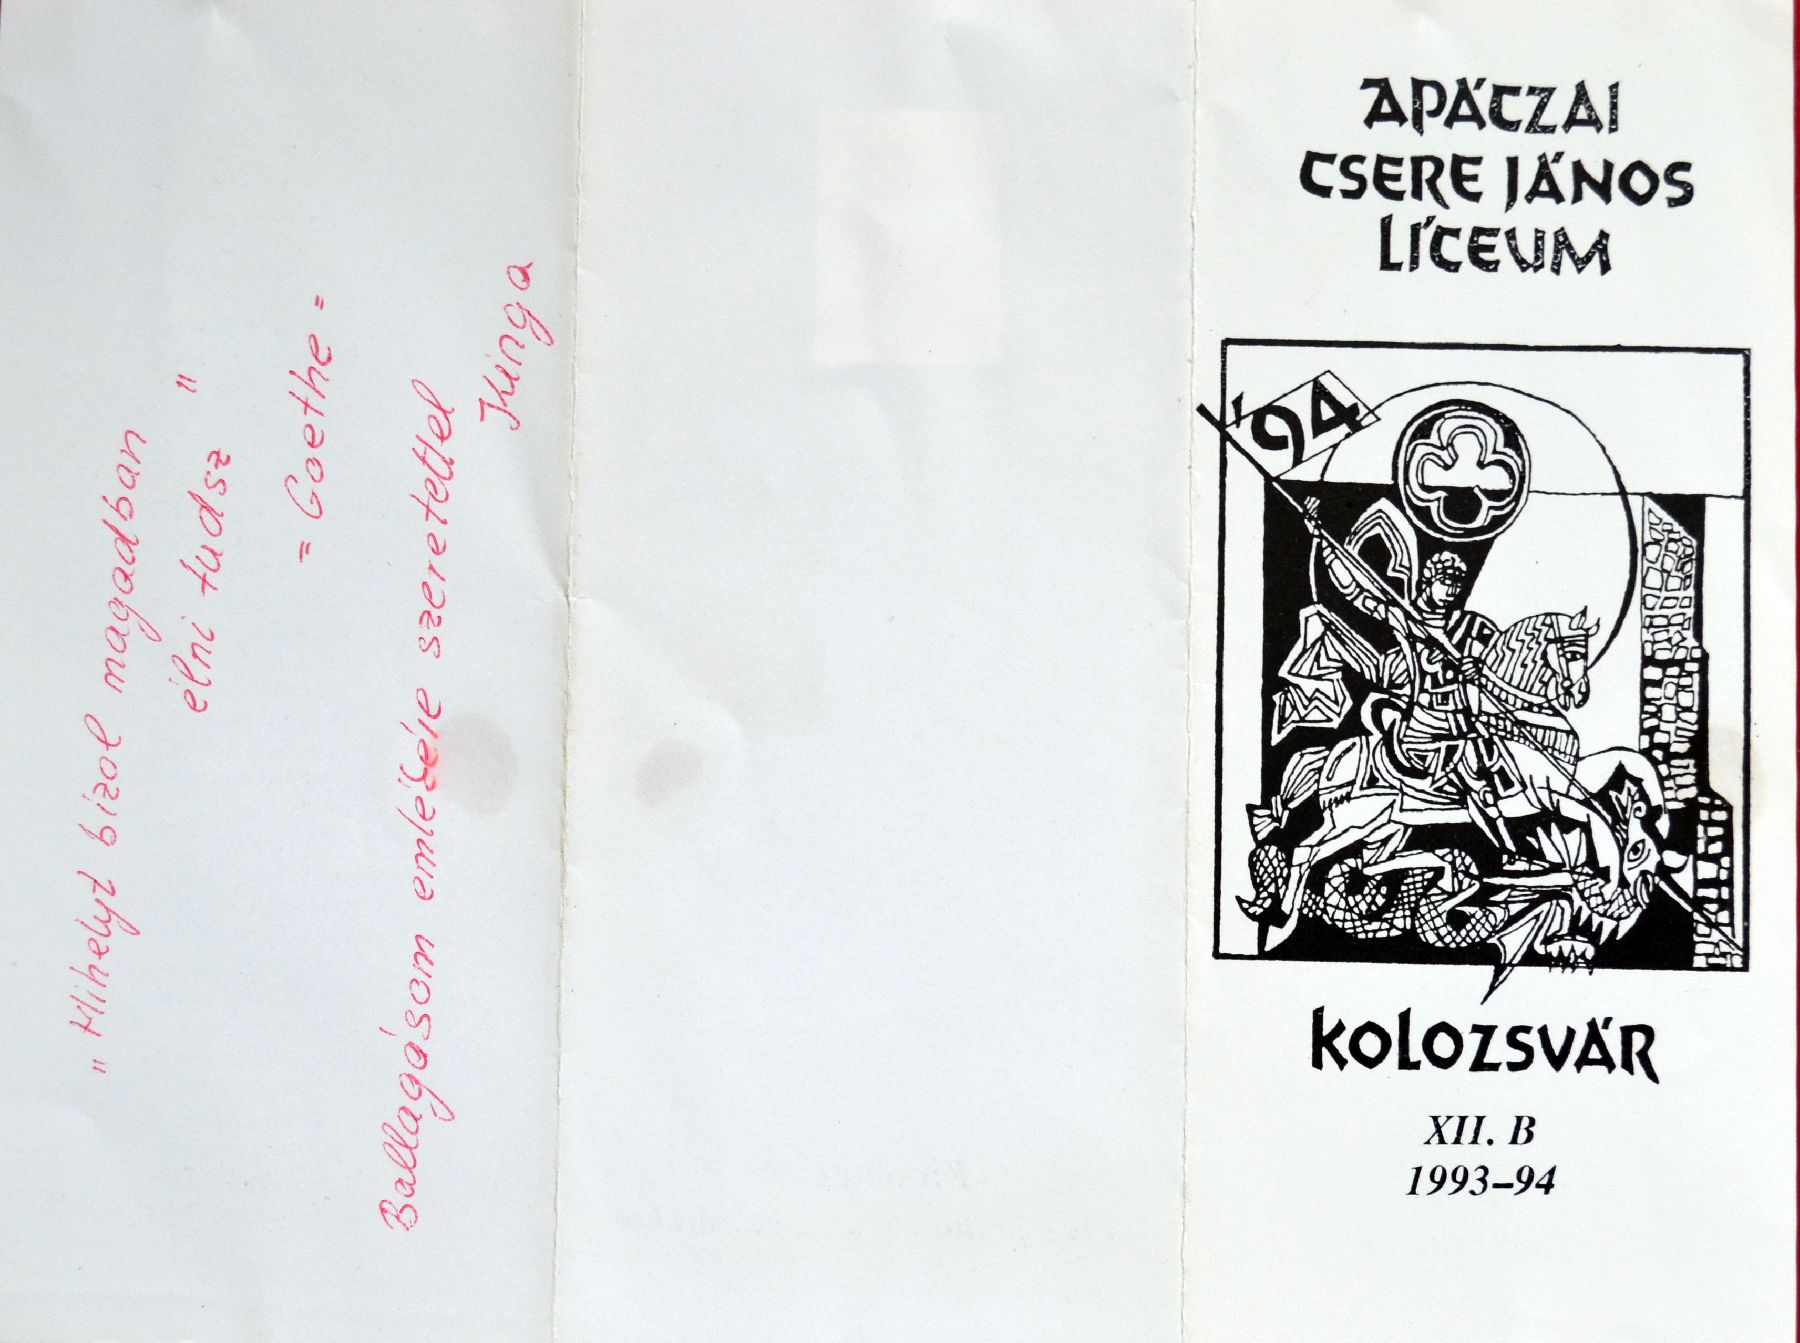 "Mihelyt bízol magadban
élni tudsz"
= Goethe =
Ballagásom emlékére szeretettel
Kinga
APÁCZAI
CSERE JÁNOS
LÍCEUM
'94
KOLOZSVÁR
XII. B
1993–94